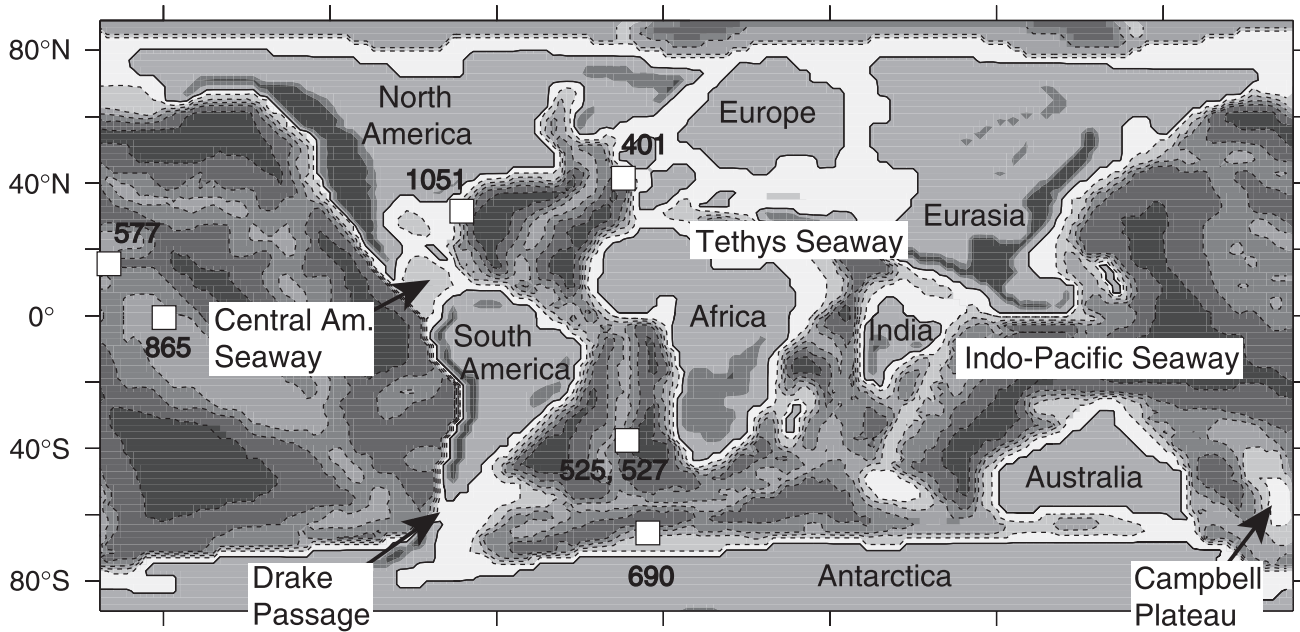 80°N
40°N
0°
40°S
80°S
North
America
Europe
401
1051
Eurasia
577
Tethys Seaway
Central Am.
Seaway
865
South
America
Africa
India
Indo-Pacific Seaway
525, 527
Australia
690
Antarctica
Drake
Passage
Campbell
Plateau